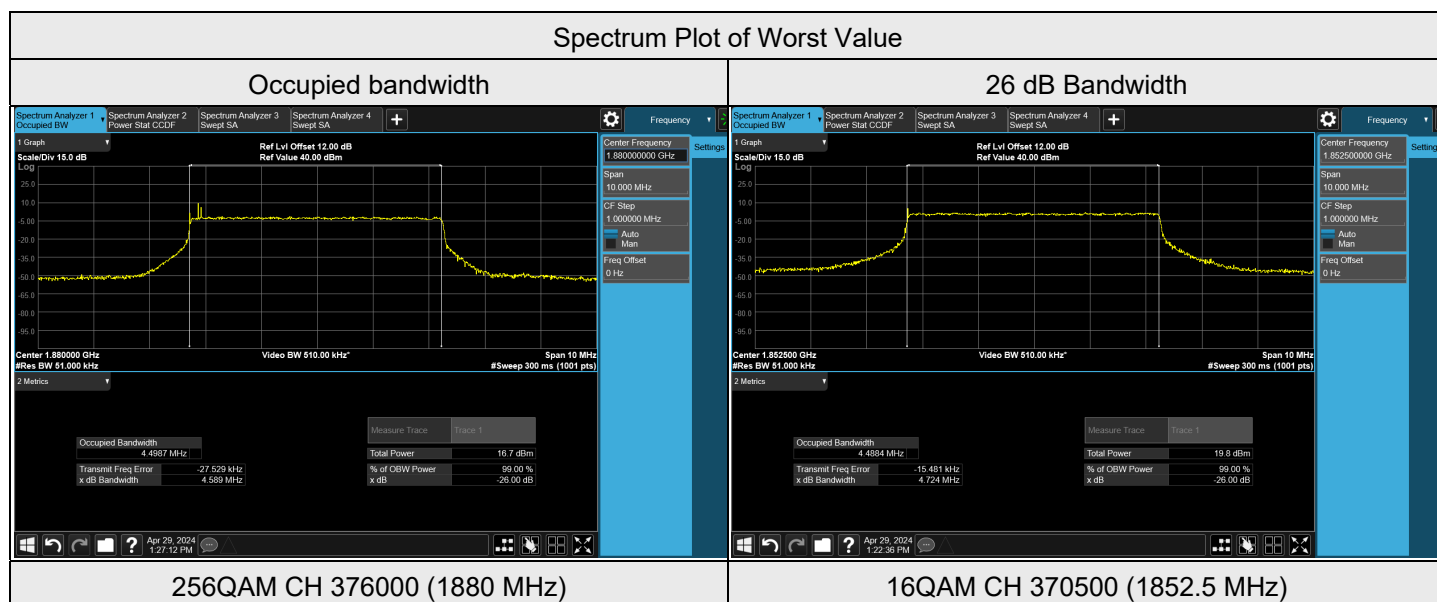 Spectrum Plot of Worst Value
Occupied bandwidth
Spectrum Analyzer 1
Occupied BW
Spectrum Analyzer 2
Power Stat CCDF
Spectrum Analyzer 3
Swept SA
Spectrum Analyzer 4
Swept SA
Frequency
1 Graph
Scale/Div 15.0 dB
Ref Lvl Offset 12.00 dB
Ref Value 40.00 dBm
Log
25.0
10.0
-5.00
-20.0
-35.0
-50.0
-65.0
-80.0
-95.0
Center 1.880000 GHz
#Res BW 51.000 kHz
Video BW 510.00 kHz*
Span 10 MHz
#Sweep 300 ms (1001 pts)
Center Frequency
1.880000000 GHz
Settings
Span
10.000 MHz
CF Step
1.000000 MHz
Auto
Man
Freq Offset
0 Hz
2 Metrics
Measure Trace Trace 1
Occupied Bandwidth
4.4987 MHz
Total Power 16.7 dBm
Transmit Freq Error -27.529 kHz
% of OBW Power 99.00 %
x dB Bandwidth 4.589 MHz
x dB -26.00 dB
?
Apr 29, 2024
1:27:12 PM
256QAM CH 376000 (1880 MHz)
26 dB Bandwidth
Spectrum Analyzer 1
Occupied BW
Spectrum Analyzer 2
Power Stat CCDF
Spectrum Analyzer 3
Swept SA
Spectrum Analyzer 4
Swept SA
Frequency
1 Graph
Scale/Div 15.0 dB
Ref Lvl Offset 12.00 dB
Ref Value 40.00 dBm
Log
25.0
10.0
-5.00
-20.0
-35.0
-50.0
-65.0
-80.0
-95.0
Center 1.852500 GHz
#Res BW 51.000 kHz
Video BW 510.00 kHz*
Span 10 MHz
#Sweep 300 ms (1001 pts)
Center Frequency
1.852500000 GHz
Setting
Span
10.000 MHz
CF Step
1.000000 MHz
Auto
Man
Freq Offset
0 Hz
2 Metrics
Measure Trace Trace 1
Occupied Bandwidth
4.4884 MHz
Total Power 19.8 dBm
Transmit Freq Error -15.481 kHz
% of OBW Power 99.00 %
x dB Bandwidth 4.724 MHz
x dB -26.00 dB
?
Apr 29, 2024
1:22:36 PM
16QAM CH 370500 (1852.5 MHz)